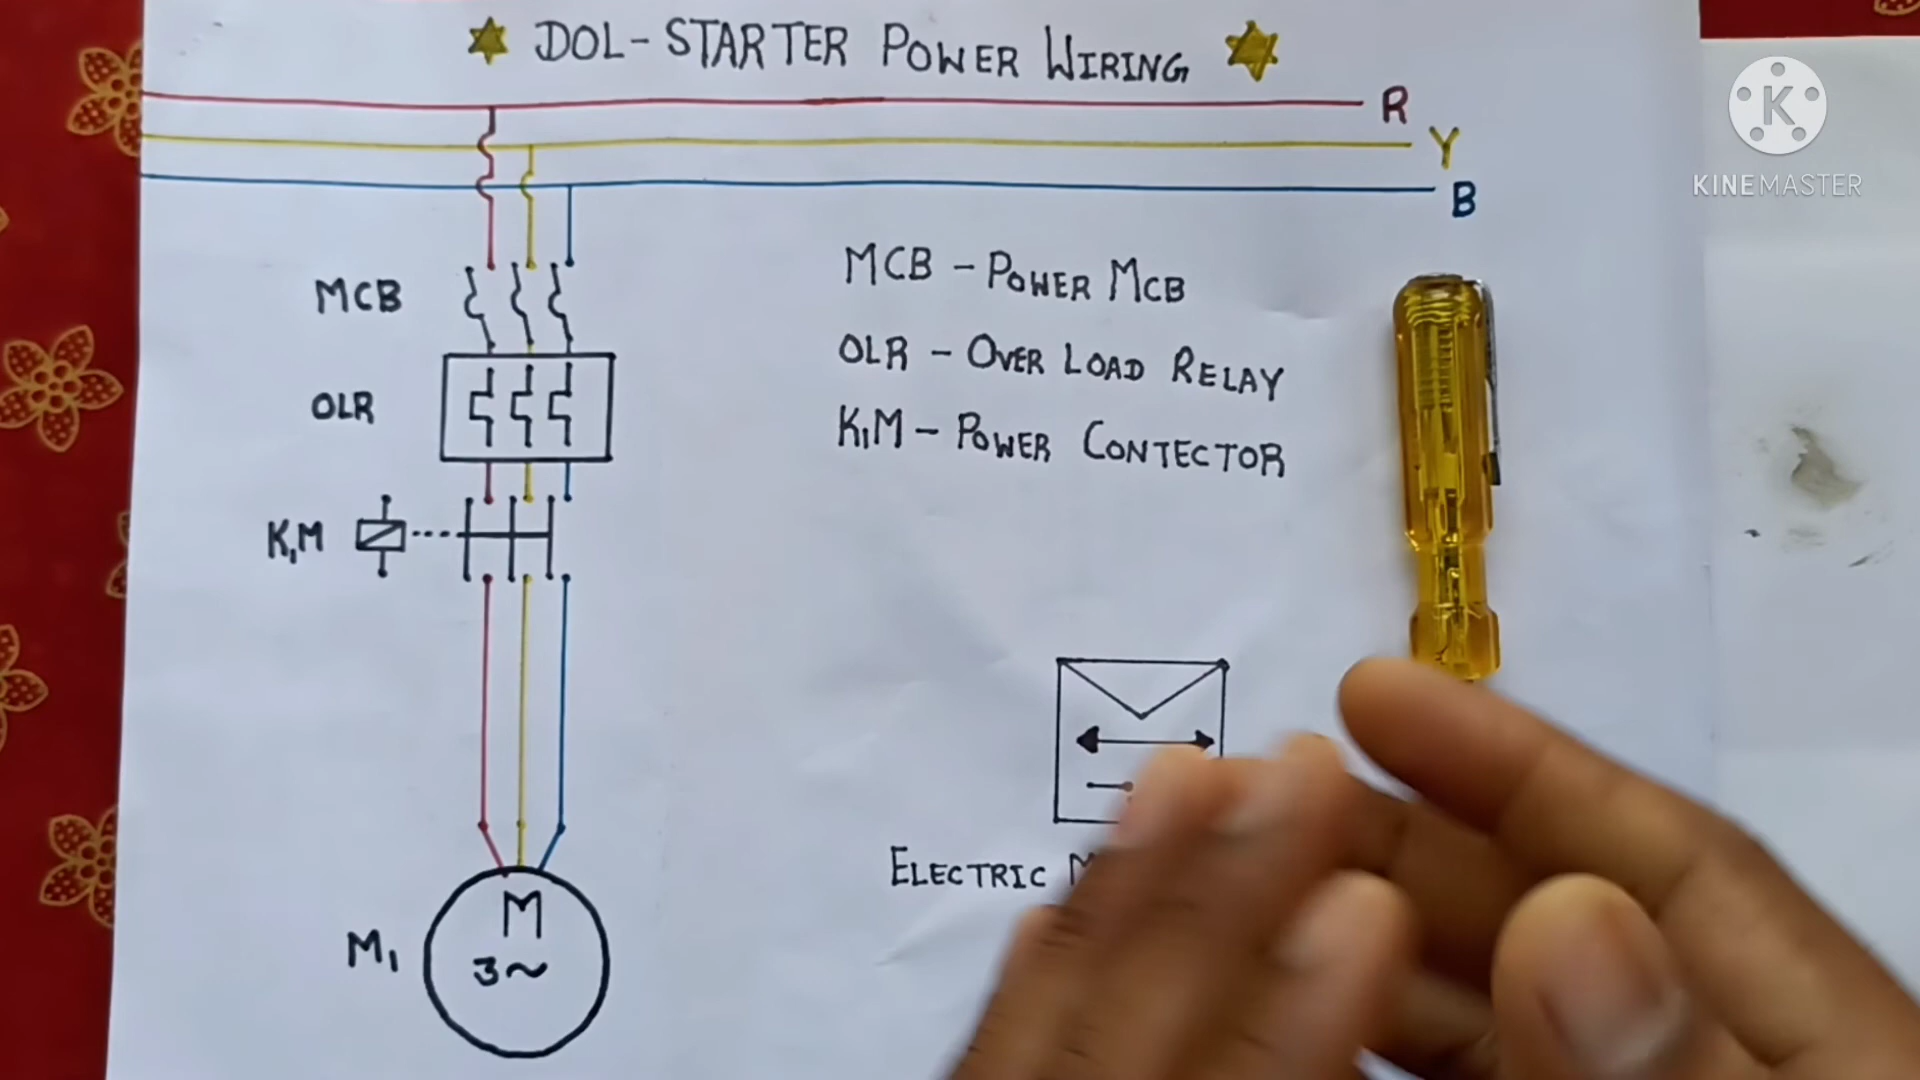 DOL-STARTER POWER WIRING
R
Y
B
KINEMASTER
MCB
MCB - POWER MCB
OLR
OLR - OVER LOAD RELAY
K1M - POWER CONTECTOR
K1M
ELECTRIC
M1
M
3~